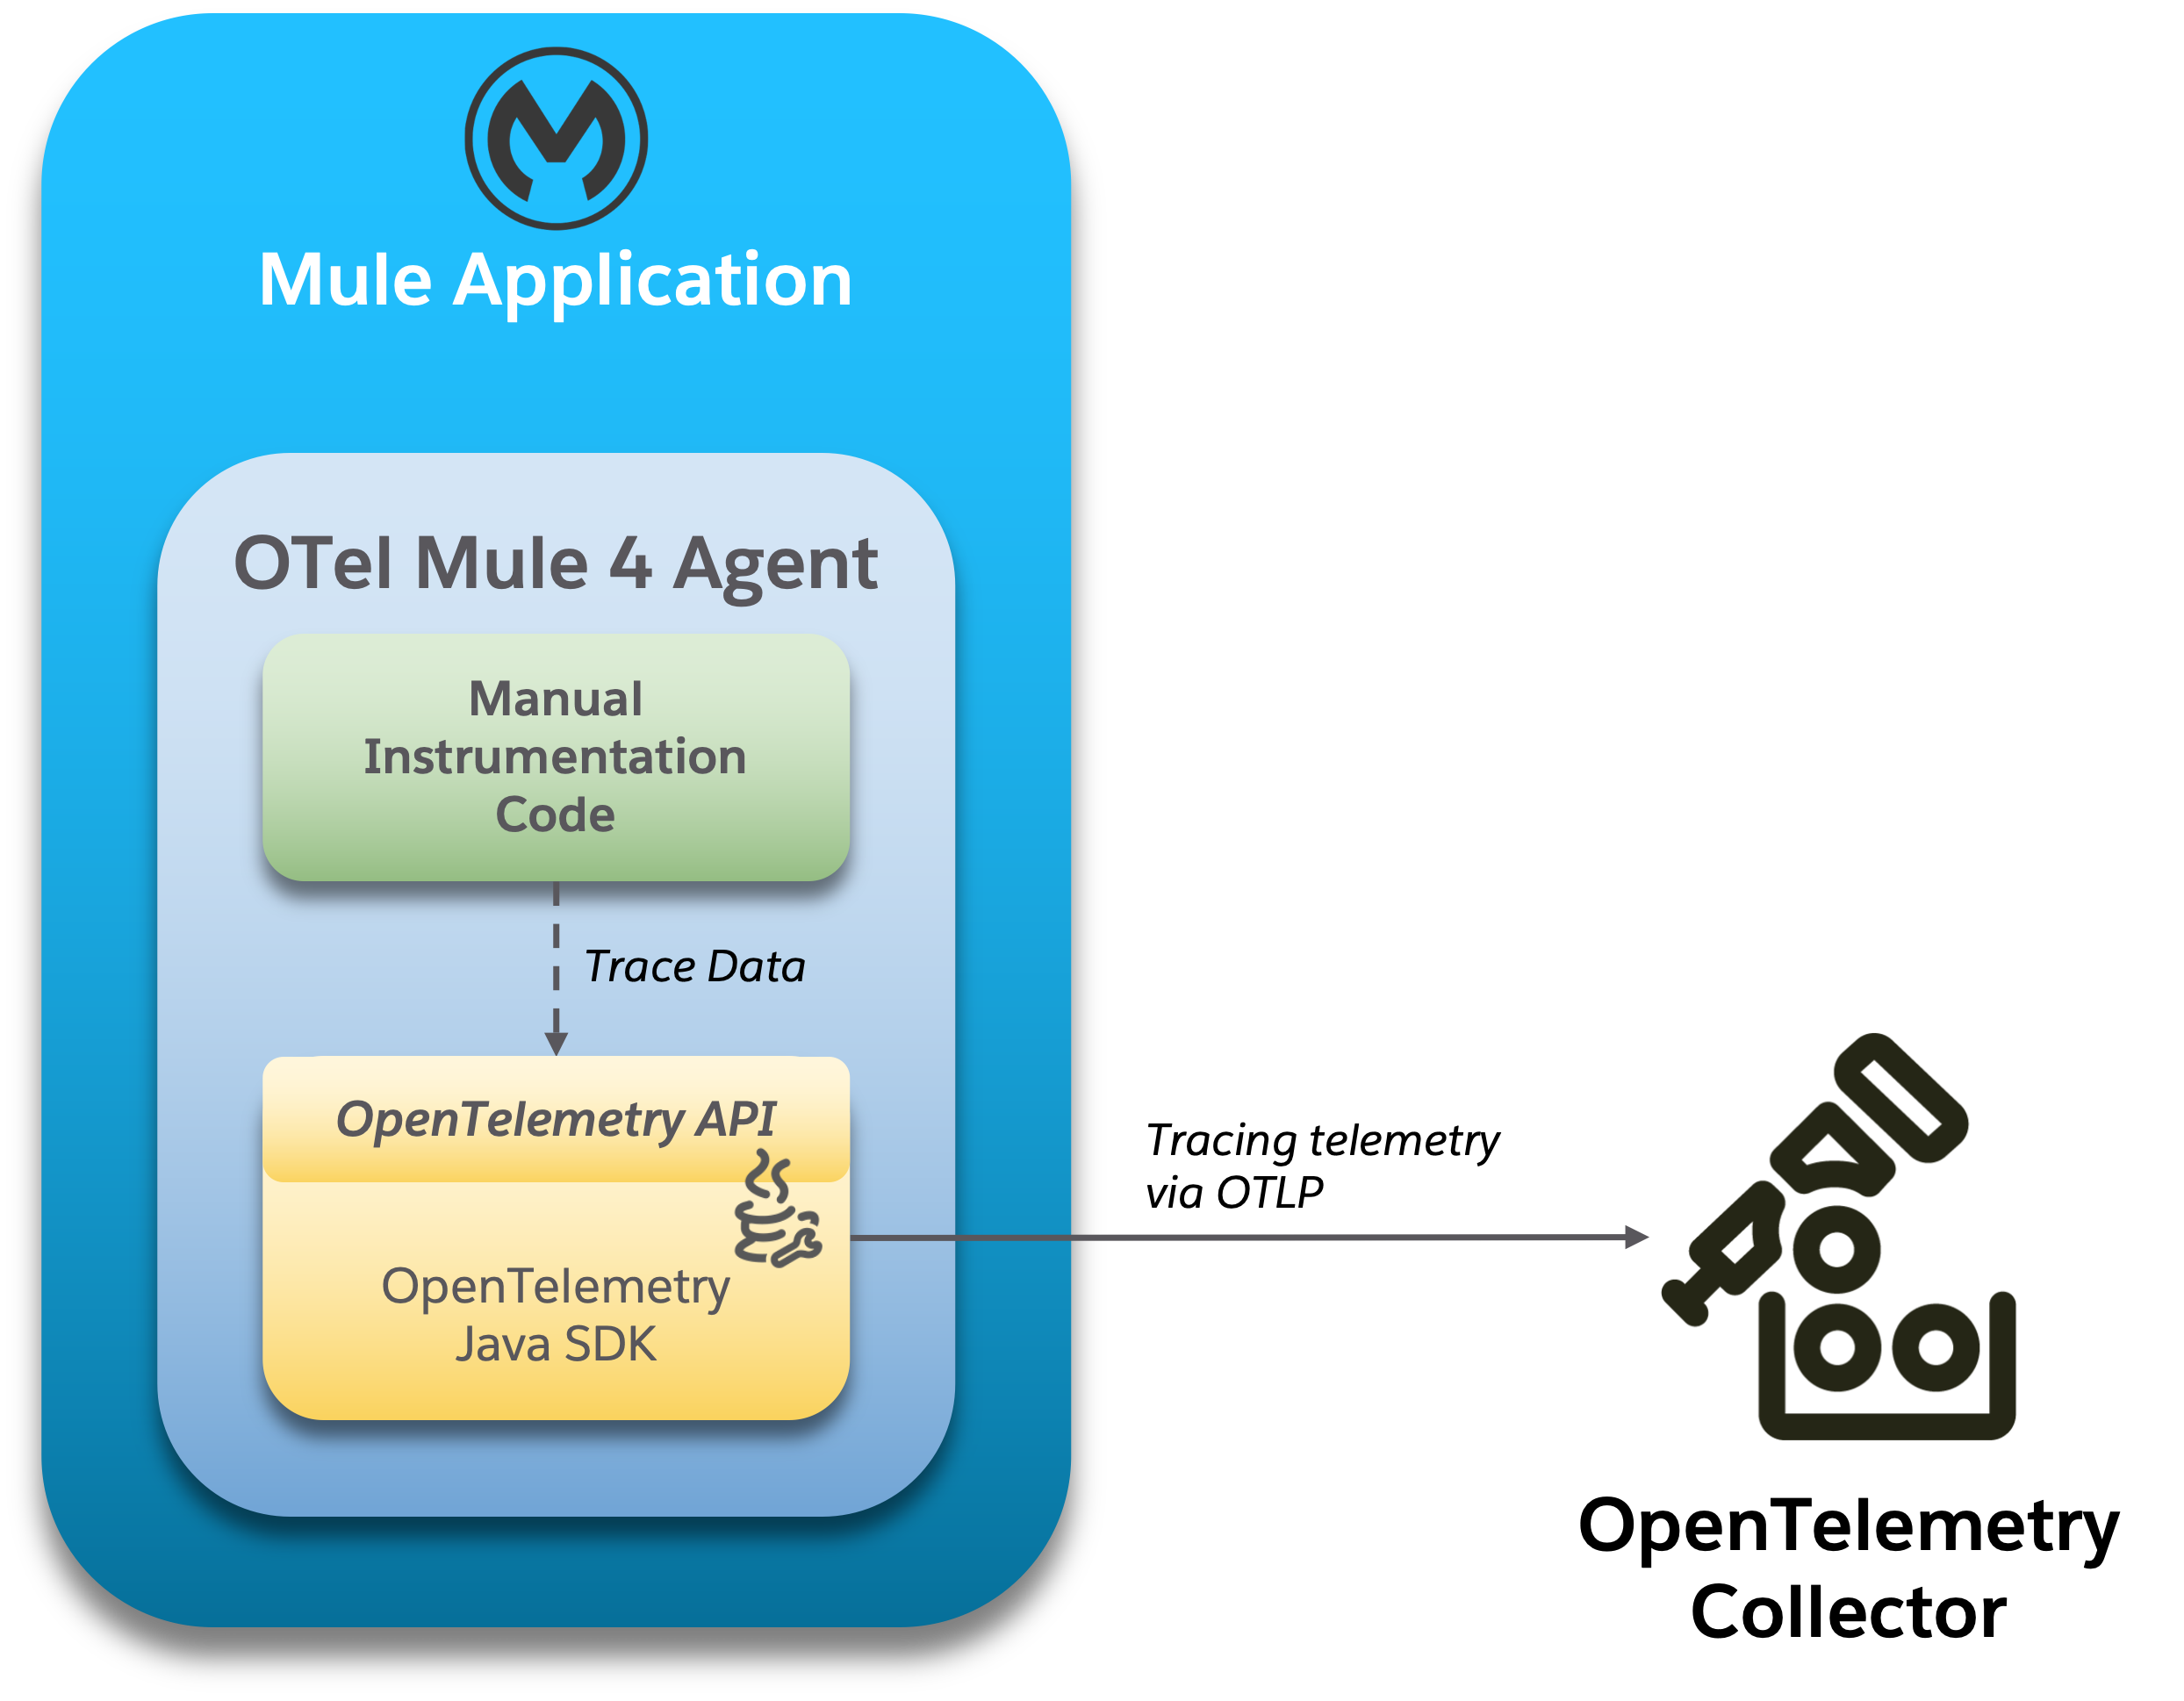 Mule Application
OTel Mule 4 Agent
Manual
Instrumentation
Code
Trace Data
OpenTelemetry API
OpenTelemetry
Java SDK
Tracing telemetry
via OTLP
OpenTelemetry
Collector